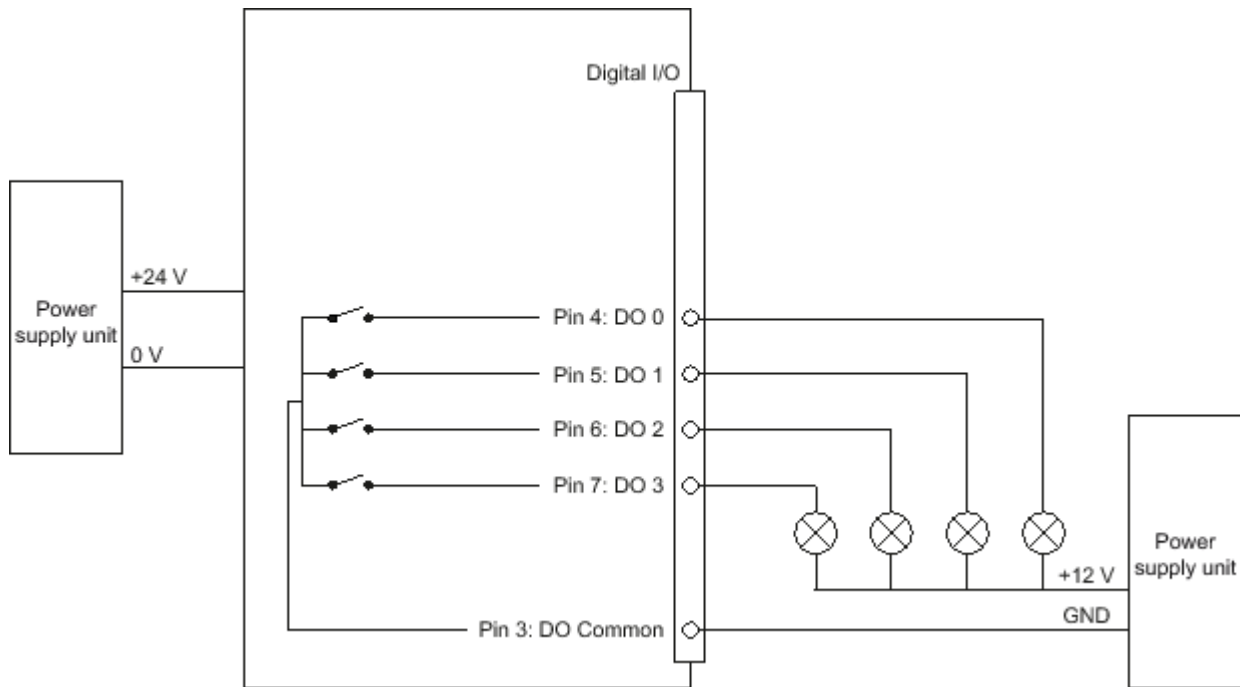 Digital I/O
+24 V
Power
supply unit
0 V
Pin 4: DO 0
Pin 5: DO 1
Pin 6: DO 2
Pin 7: DO 3
Power
supply unit
+12 V
GND
Pin 3: DO Common